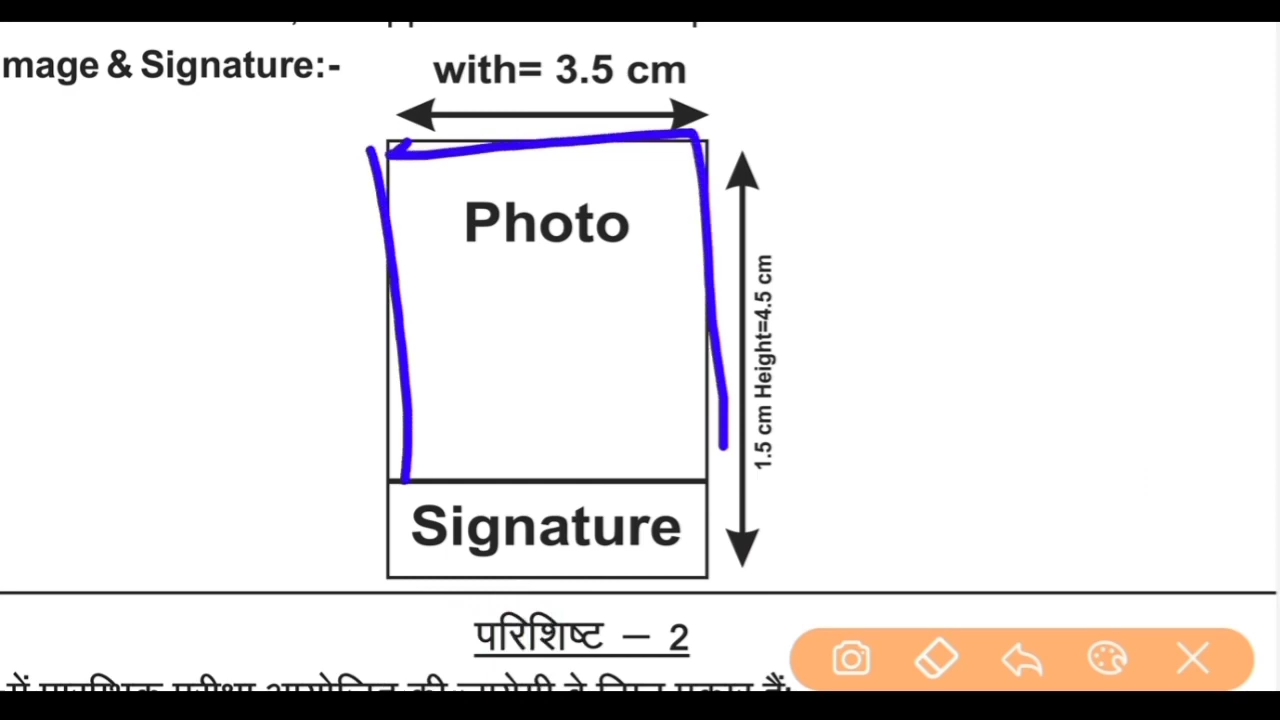 mage & Signature:-
with= 3.5 cm
Photo
1.5 cm Height=4.5 cm
Signature
परिशिष्ट – 2